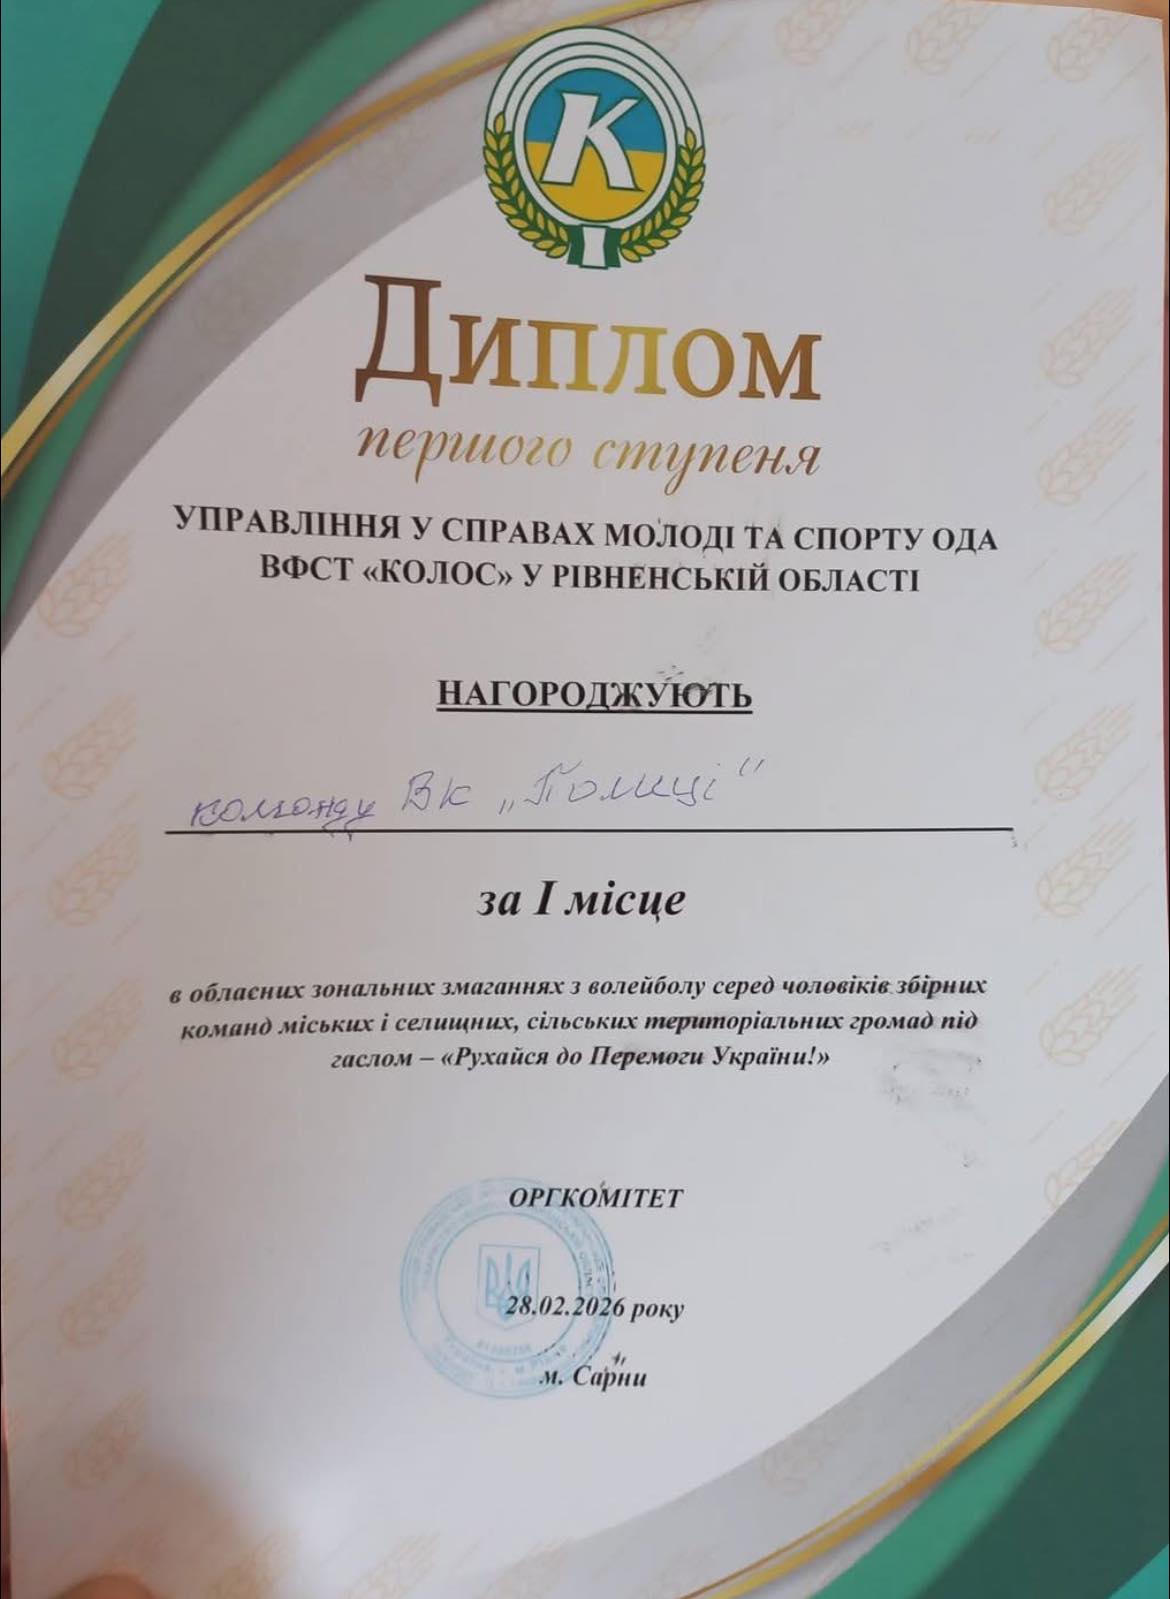 К
Диплом
першого ступеня
УПРАВЛІННЯ У СПРАВАХ МОЛОДІ ТА СПОРТУ ОДА
ВФСТ «КОЛОС» У РІВНЕНСЬКІЙ ОБЛАСТІ
НАГОРОДЖУЮТЬ
команду ВК „Полиці"
за І місце
в обласних зональних змаганнях з волейболу серед чоловіків збірних
команд міських і селищних, сільських територіальних громад під
гаслом – «Рухайся до Перемоги України!»
ОРГКОМІТЕТ
28.02.2026 року
м. Сарни